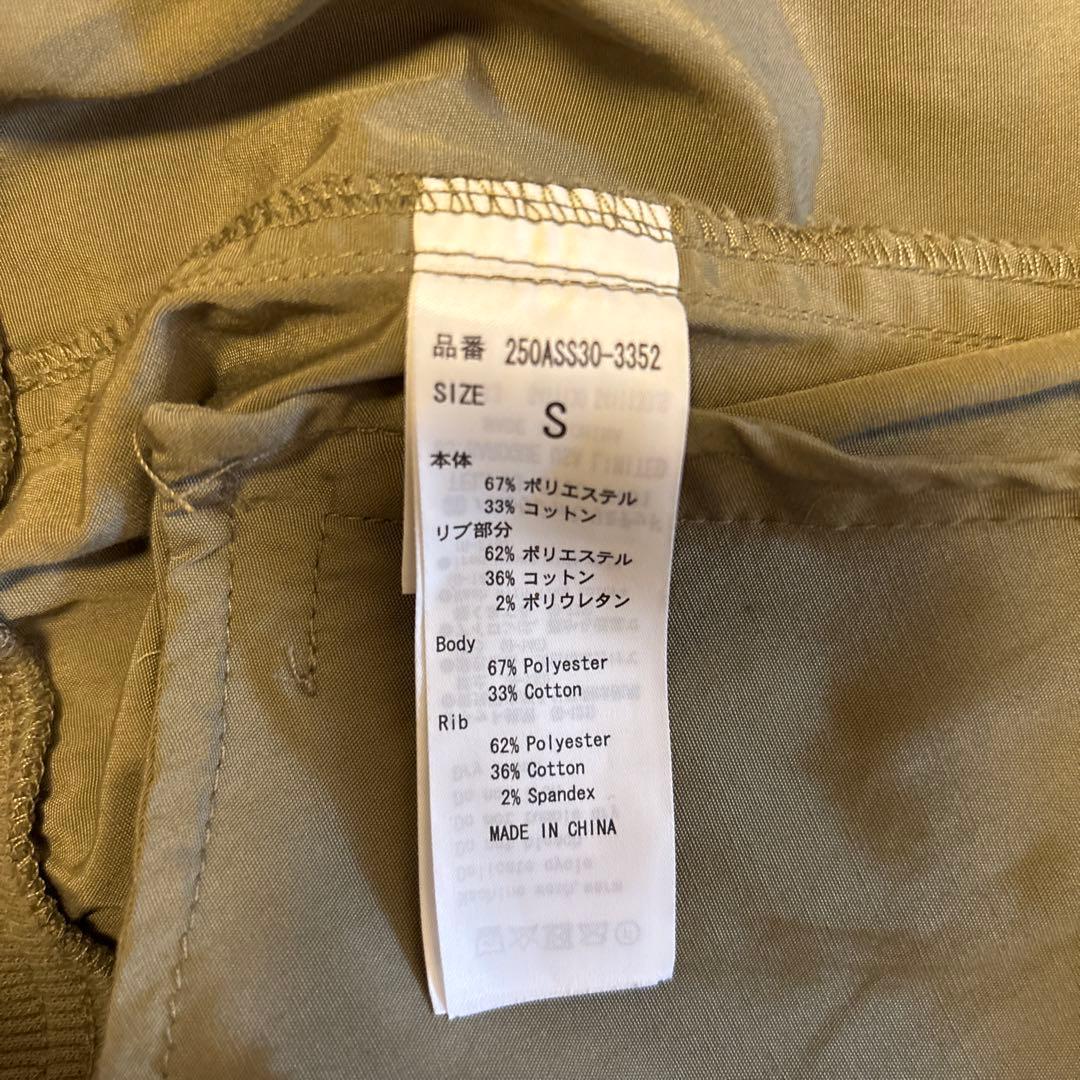 品番 250ASS30-3352
SIZE S
本体
67% ポリエステル
33% コットン
リブ部分
62% ポリエステル
36% コットン
2% ポリウレタン
Body
67% Polyester
33% Cotton
Rib
62% Polyester
36% Cotton
2% Spandex
MADE IN CHINA